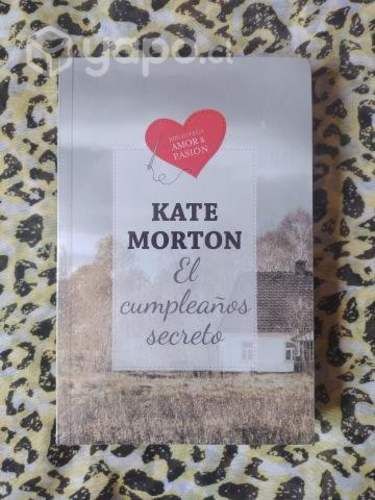 yapo.cl
BIBLIOTECA
AMOR &
PASIÓN
KATE
MORTON
El
cumpleaños
secreto